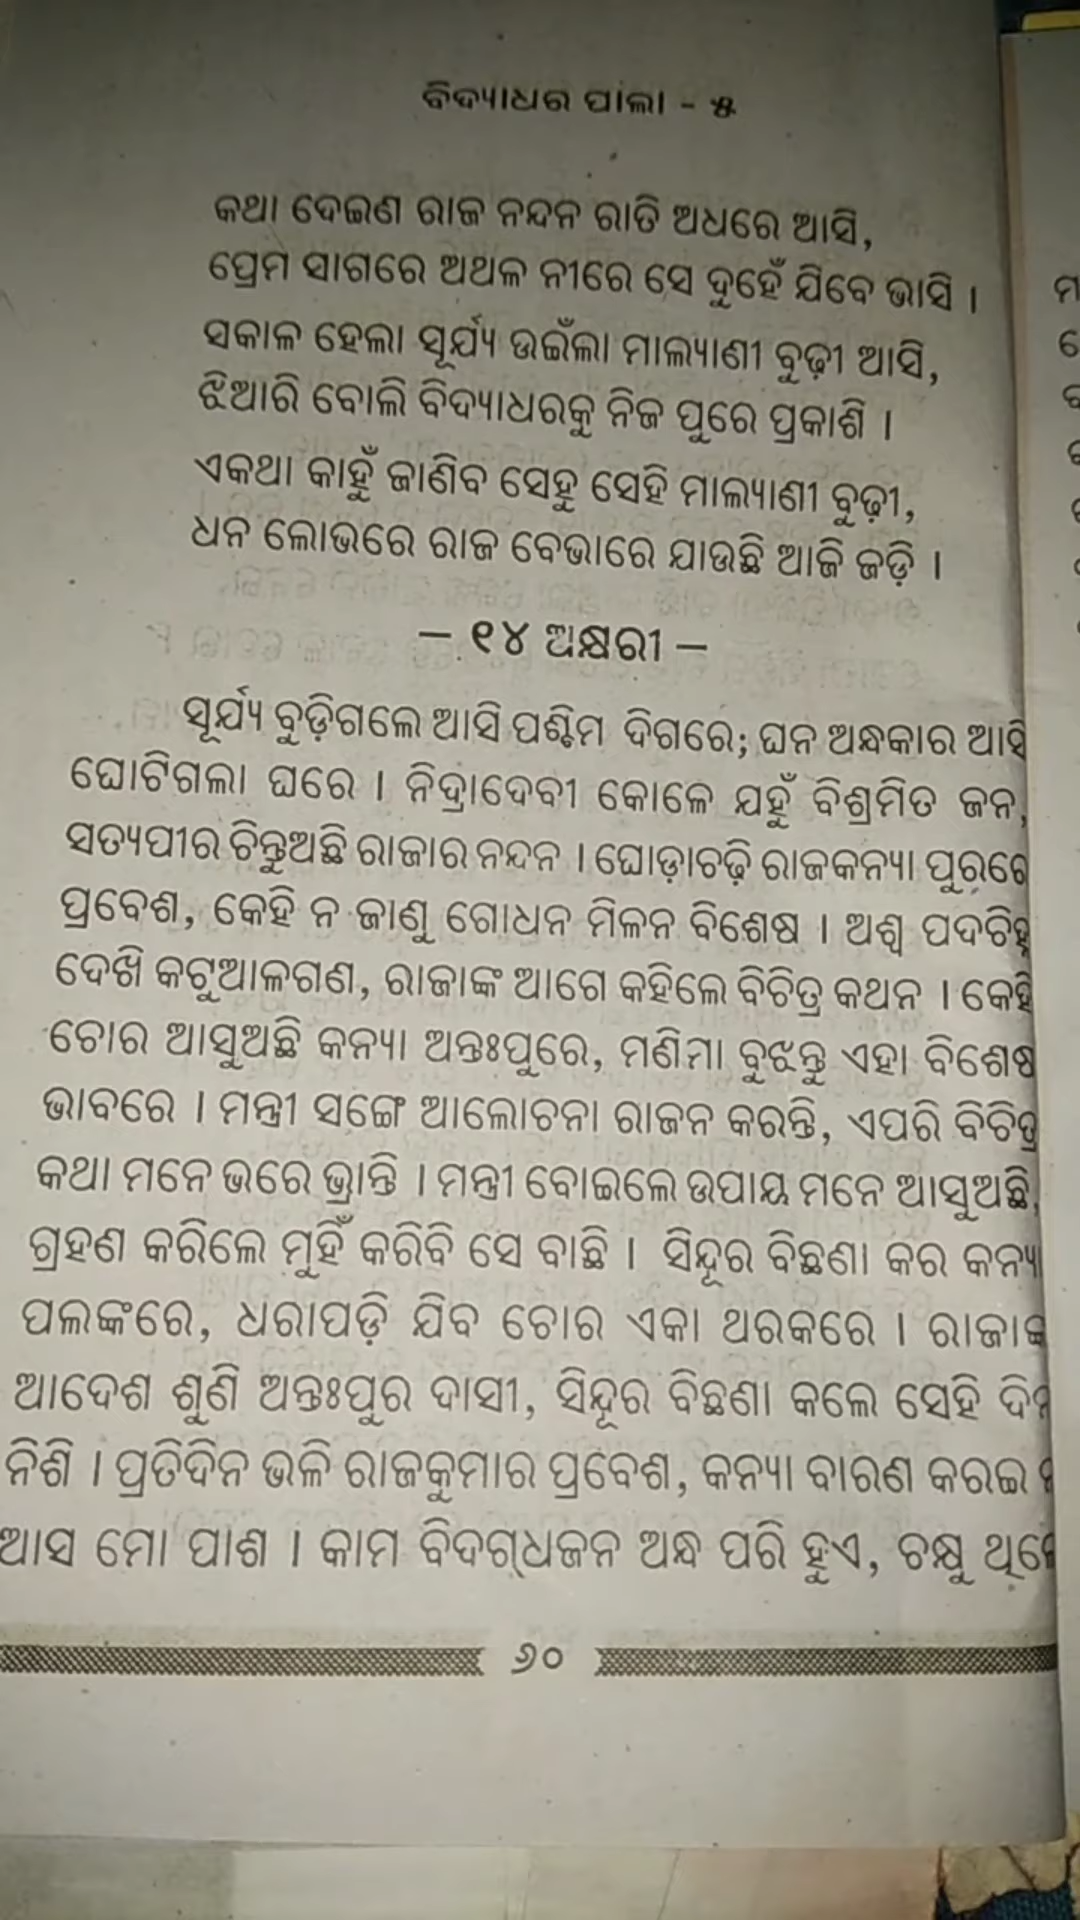 ବିଦ୍ୟାଧର ପାଲା - ୫
କଥା ଦେଇଣ ରାଜ ନନ୍ଦନ ରାତି ଅଧରେ ଆସି,
ପ୍ରେମ ସାଗରେ ଅଥଳ ନୀରେ ସେ ଦୁହେଁ ଯିବେ ଭାସି ।
ସକାଳ ହେଲା ସୂର୍ଯ୍ୟ ଉଇଁଲା ମାଲ୍ୟାଣୀ ବୁଢ଼ୀ ଆସି,
ଝିଆରି ବୋଲି ବିଦ୍ୟାଧରକୁ ନିଜ ପୁରେ ପ୍ରକାଶି ।
ଏକଥା କାହୁଁ ଜାଣିବ ସେହୁ ସେହି ମାଲ୍ୟାଣୀ ବୁଢ଼ୀ,
ଧନ ଲୋଭରେ ରାଜ ବେଭାରେ ଯାଉଛି ଆଜି ଜଡ଼ି ।
– ୧୪ ଅକ୍ଷରୀ –
ସୂର୍ଯ୍ୟ ବୁଡ଼ିଗଲେ ଆସି ପଶ୍ଚିମ ଦିଗରେ; ଘନ ଅନ୍ଧକାର ଆସି
ଘୋଟିଗଲା ଘରେ । ନିଦ୍ରାଦେବୀ କୋଳେ ଯହୁଁ ବିଶ୍ରମିତ ଜନ,
ସତ୍ୟପୀର ଚିନ୍ତୁଅଛି ରାଜାର ନନ୍ଦନ । ଘୋଡ଼ାଚଢ଼ି ରାଜକନ୍ୟା ପୁରରେ
ପ୍ରବେଶ, କେହି ନ ଜାଣୁ ଗୋଧନ ମିଳନ ବିଶେଷ । ଅଶ୍ୱ ପଦଚିହ୍ନ
ଦେଖି କଟୁଆଳଗଣ, ରାଜାଙ୍କ ଆଗେ କହିଲେ ବିଚିତ୍ର କଥନ । କେହି
ଚୋର ଆସୁଅଛି କନ୍ୟା ଅନ୍ତଃପୁରେ, ମଣିମା ବୁଝନ୍ତୁ ଏହା ବିଶେଷ
ଭାବରେ । ମନ୍ତ୍ରୀ ସଙ୍ଗେ ଆଲୋଚନା ରାଜନ କରନ୍ତି, ଏପରି ବିଚିତ୍ର
କଥା ମନେ ଭରେ ଭ୍ରାନ୍ତି । ମନ୍ତ୍ରୀ ବୋଇଲେ ଉପାୟ ମନେ ଆସୁଅଛି,
ଗ୍ରହଣ କରିଲେ ମୁହିଁ କରିବି ସେ ବାଛି । ସିନ୍ଦୂର ବିଛଣା କର କନ୍ୟା
ପଲଙ୍କରେ, ଧରାପଡ଼ି ଯିବ ଚୋର ଏକା ଥରକରେ । ରାଜାଙ୍କ
ଆଦେଶ ଶୁଣି ଅନ୍ତଃପୁର ଦାସୀ, ସିନ୍ଦୂର ବିଛଣା କଲେ ସେହି ଦିନ
ନିଶି । ପ୍ରତିଦିନ ଭଳି ରାଜକୁମାର ପ୍ରବେଶ, କନ୍ୟା ବାରଣ କରଇ
ଆସ ମୋ ପାଶ । କାମ ବିଦଗ୍‌ଧଜନ ଅନ୍ଧ ପରି ହୁଏ, ଚକ୍ଷୁ ଥିଲେ
୬୦